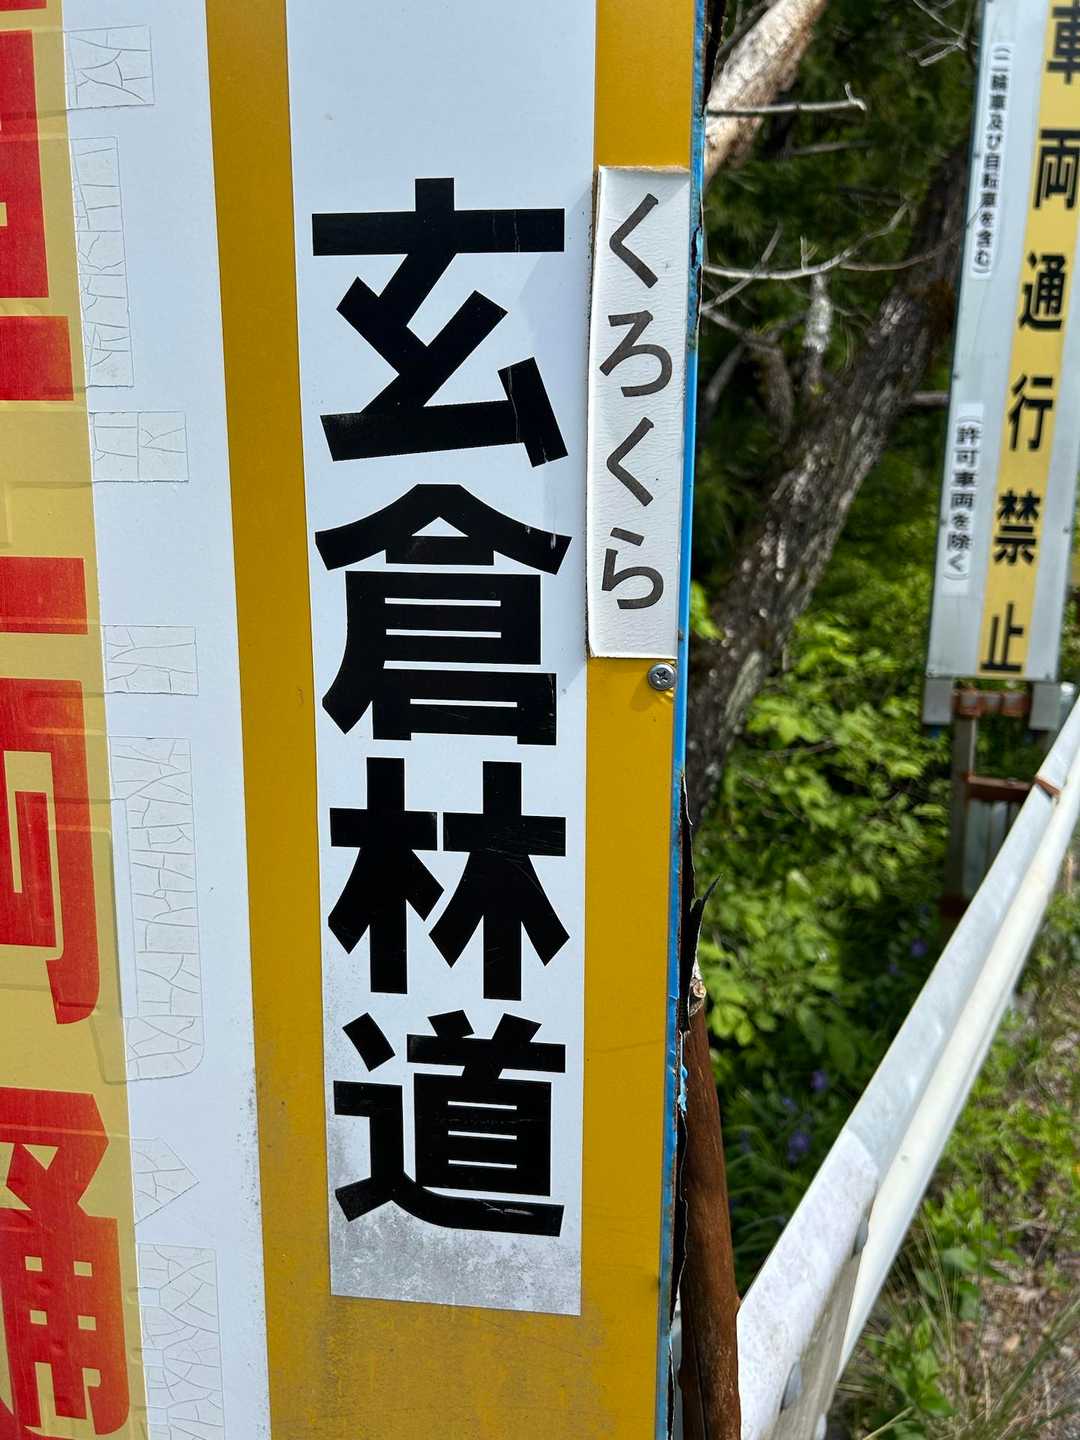 車両通行禁止
(二輪車及び自転車を含む)
(許可車両を除く)
くろくら
玄倉林道